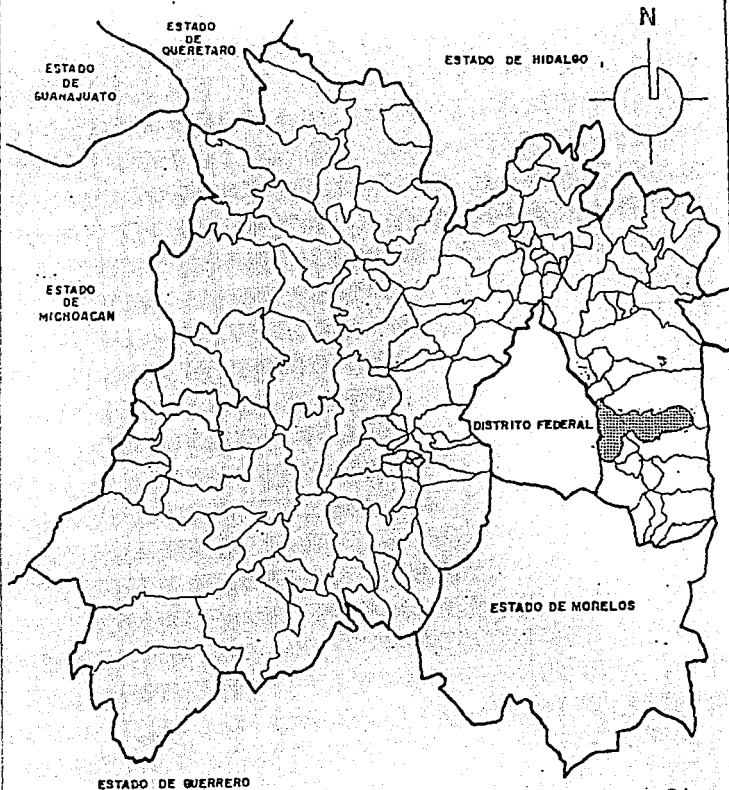 ESTADO
DE
QUERETARO
N
ESTADO DE HIDALGO
ESTADO
DE
GUANAJUATO
ESTADO
DE
MICHOACAN
DISTRITO FEDERAL
ESTADO DE MORELOS
ESTADO DE GUERRERO